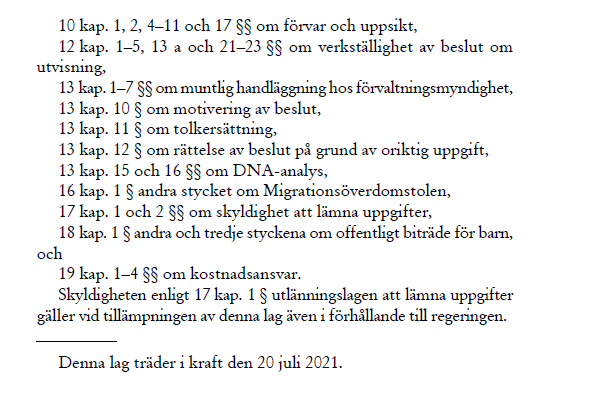 10 kap. 1, 2, 4–11 och 17 §§ om förvar och uppsikt,
12 kap. 1–5, 13 a och 21–23 §§ om verkställighet av beslut om
utvisning,
13 kap. 1–7 §§ om muntlig handläggning hos förvaltningsmyndighet,
13 kap. 10 § om motivering av beslut,
13 kap. 11 § om tolkersättning,
13 kap. 12 § om rättelse av beslut på grund av oriktig uppgift,
13 kap. 15 och 16 §§ om DNA-analys,
16 kap. 1 § andra stycket om Migrationsöverdomstolen,
17 kap. 1 och 2 §§ om skyldighet att lämna uppgifter,
18 kap. 1 § andra och tredje styckena om offentligt biträde för barn,
och
19 kap. 1–4 §§ om kostnadsansvar.
Skyldigheten enligt 17 kap. 1 § utlänningslagen att lämna uppgifter
gäller vid tillämpningen av denna lag även i förhållande till regeringen.
Denna lag träder i kraft den 20 juli 2021.